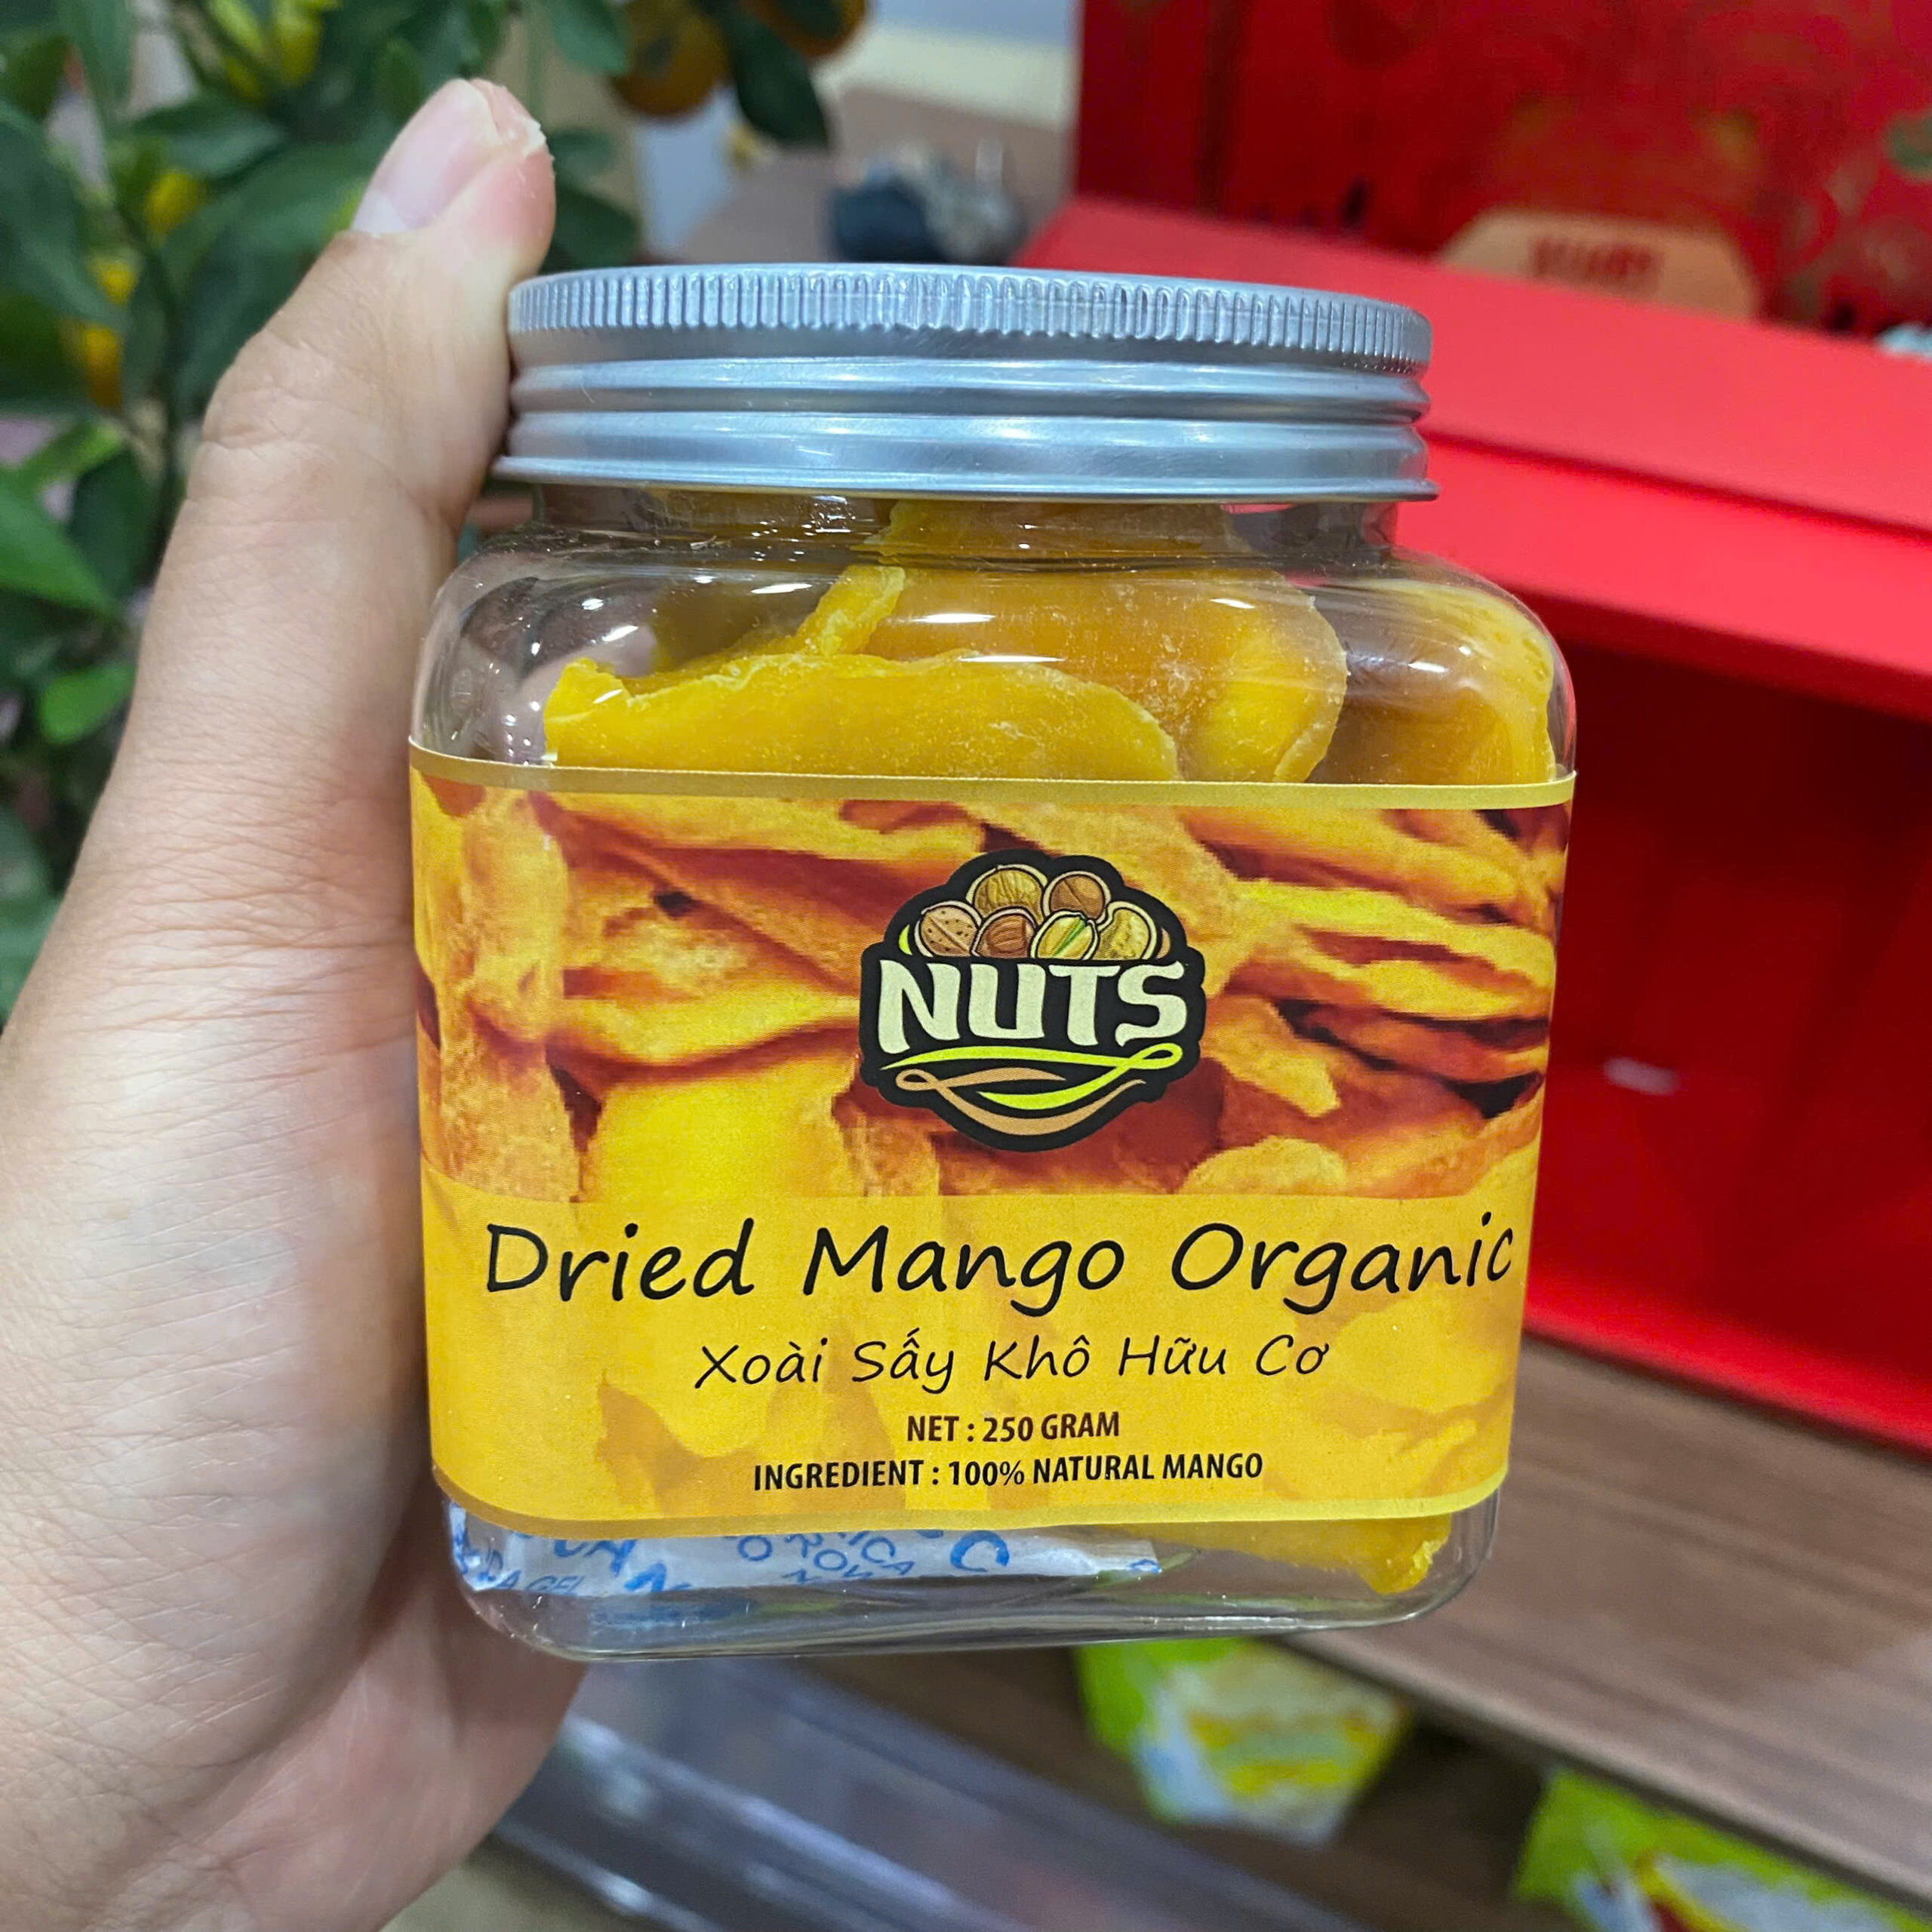 NUTS
Dried Mango Organic
Xoài Sấy Khô Hữu Cơ
NET : 250 GRAM
INGREDIENT : 100% NATURAL MANGO